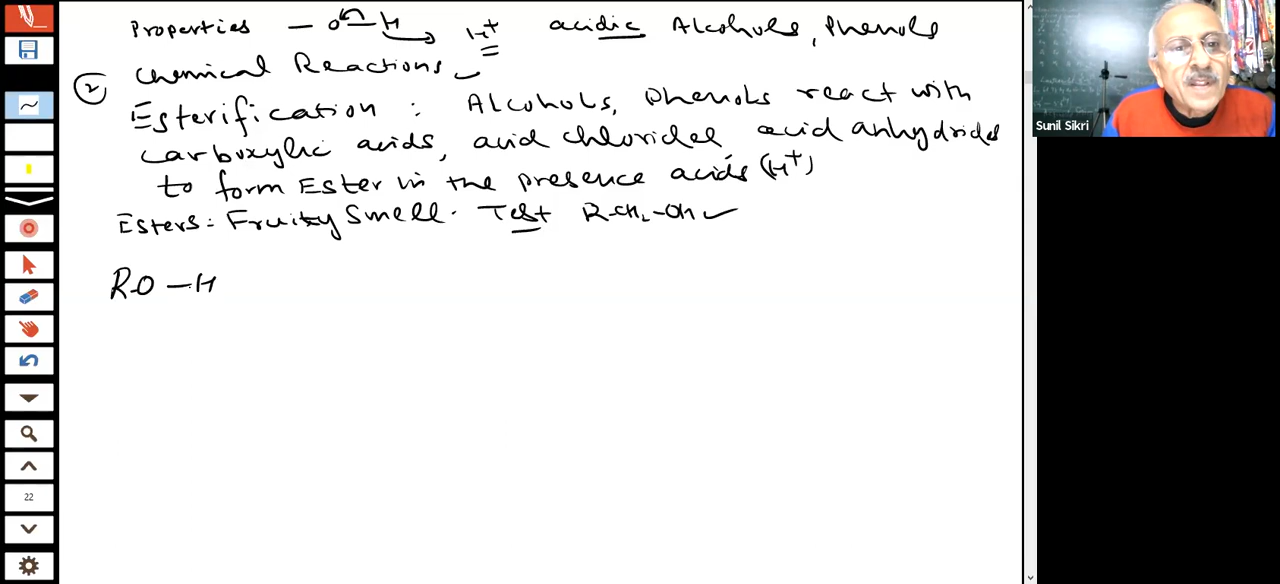 Properties — O—H H+ acidic Alcohols, Phenols
② Chemical Reactions
Esterification : Alcohols, Phenols react with
carboxylic acids, acid chlorides acid anhydrides
to form Ester in the presence acids (H+)
Esters: Fruity Smell. Test R-CH2-OH ✓
RO—H
22
Sunil Sikri